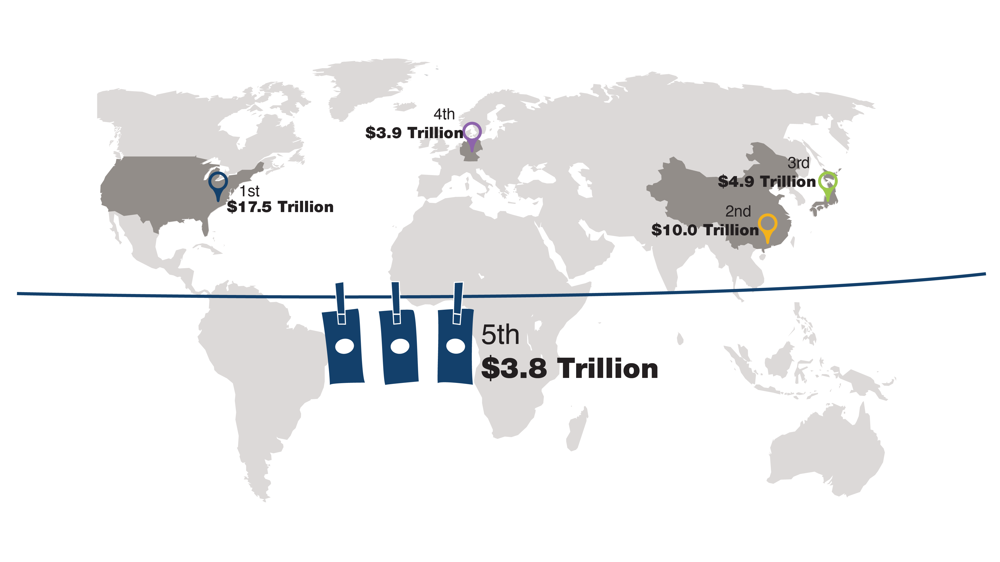 4th
$3.9 Trillion
3rd
$4.9 Trillion
1st
$17.5 Trillion
2nd
$10.0 Trillion
5th
$3.8 Trillion